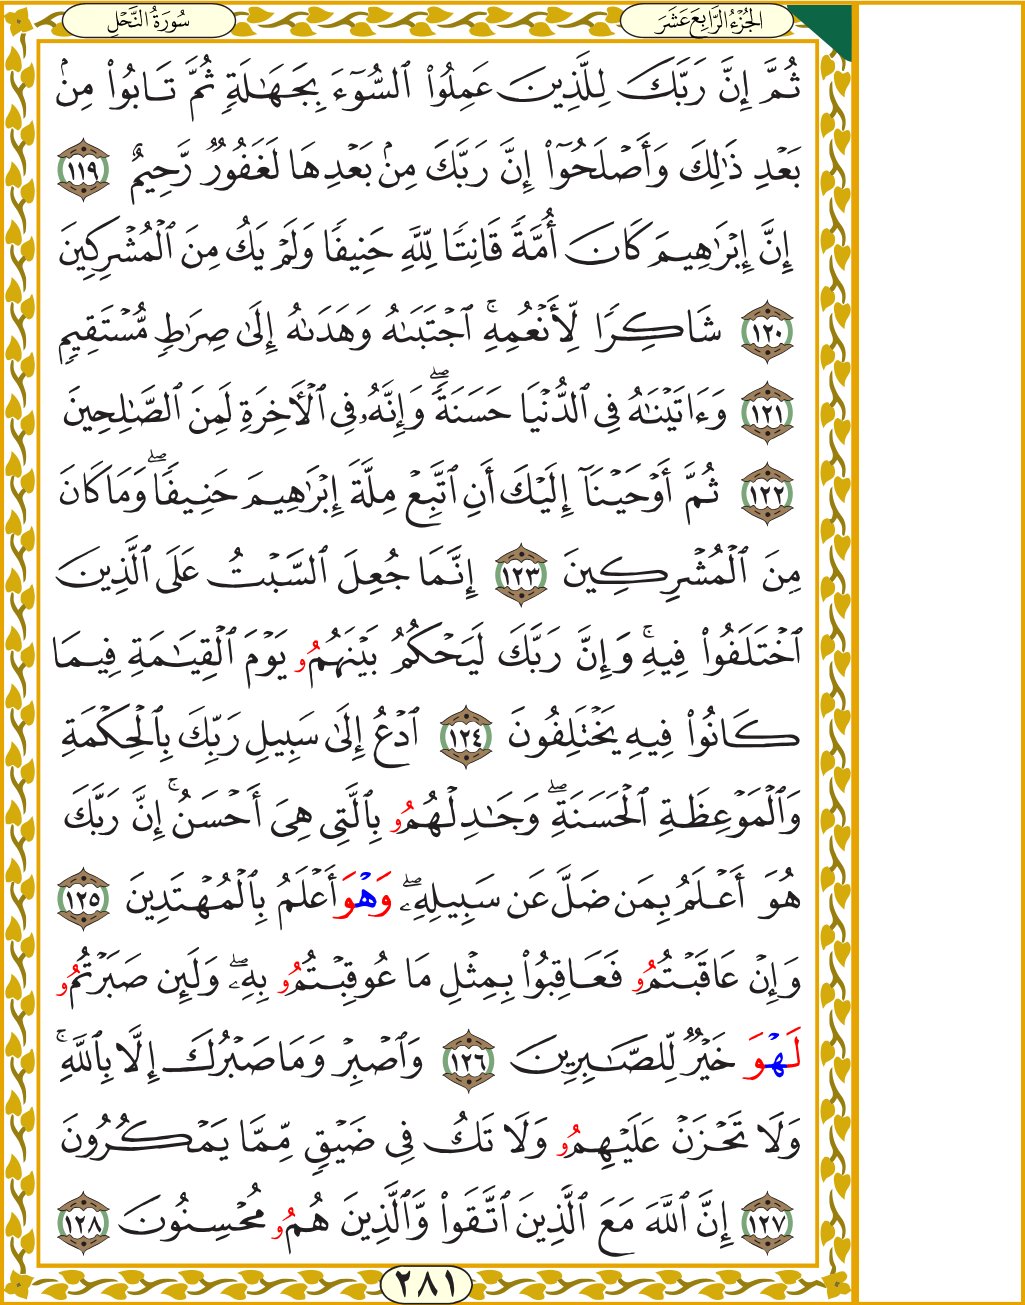 الجُزْءُ الرَّابِعَ عَشَرَ
سُورَةُ النَّحْلِ
ثُمَّ إِنَّ رَبَّكَ لِلَّذِينَ عَمِلُوا۟ ٱلسُّوٓءَ بِجَهَٰلَةٍ ثُمَّ تَابُوا۟ مِنۢ
بَعْدِ ذَٰلِكَ وَأَصْلَحُوٓا۟ إِنَّ رَبَّكَ مِنۢ بَعْدِهَا لَغَفُورٌ رَّحِيمٌ ١١٩
إِنَّ إِبْرَٰهِيمَ كَانَ أُمَّةً قَانِتًا لِّلَّهِ حَنِيفًا وَلَمْ يَكُ مِنَ ٱلْمُشْرِكِينَ
١٢٠ شَاكِرًا لِّأَنْعُمِهِ ۚ ٱجْتَبَىٰهُ وَهَدَىٰهُ إِلَىٰ صِرَٰطٍ مُّسْتَقِيمٍ
١٢١ وَءَاتَيْنَٰهُ فِى ٱلدُّنْيَا حَسَنَةً ۖ وَإِنَّهُۥ فِى ٱلْأَخِرَةِ لَمِنَ ٱلصَّٰلِحِينَ
١٢٢ ثُمَّ أَوْحَيْنَآ إِلَيْكَ أَنِ ٱتَّبِعْ مِلَّةَ إِبْرَٰهِيمَ حَنِيفًا ۖ وَمَا كَانَ
مِنَ ٱلْمُشْرِكِينَ ١٢٣ إِنَّمَا جُعِلَ ٱلسَّبْتُ عَلَى ٱلَّذِينَ
ٱخْتَلَفُوا۟ فِيهِ ۚ وَإِنَّ رَبَّكَ لَيَحْكُمُ بَيْنَهُمُۥ يَوْمَ ٱلْقِيَٰمَةِ فِيمَا
كَانُوا۟ فِيهِ يَخْتَلِفُونَ ١٢٤ ٱدْعُ إِلَىٰ سَبِيلِ رَبِّكَ بِٱلْحِكْمَةِ
وَٱلْمَوْعِظَةِ ٱلْحَسَنَةِ ۖ وَجَٰدِلْهُمُۥ بِٱلَّتِى هِىَ أَحْسَنُ ۚ إِنَّ رَبَّكَ
هُوَ أَعْلَمُ بِمَن ضَلَّ عَن سَبِيلِهِۦ ۖ وَهْوَ أَعْلَمُ بِٱلْمُهْتَدِينَ ١٢٥
وَإِنْ عَاقَبْتُمُۥ فَعَاقِبُوا۟ بِمِثْلِ مَا عُوقِبْتُمُۥ بِهِۦ ۖ وَلَئِن صَبَرْتُمُۥ
لَهْوَ خَيْرٌ لِّلصَّٰبِرِينَ ١٢٦ وَٱصْبِرْ وَمَا صَبْرُكَ إِلَّا بِٱللَّهِ ۚ
وَلَا تَحْزَنْ عَلَيْهِمُۥ وَلَا تَكُ فِى ضَيْقٍ مِّمَّا يَمْكُرُونَ
١٢٧ إِنَّ ٱللَّهَ مَعَ ٱلَّذِينَ ٱتَّقَوا۟ وَّٱلَّذِينَ هُمُۥ مُحْسِنُونَ ١٢٨
٢٨١